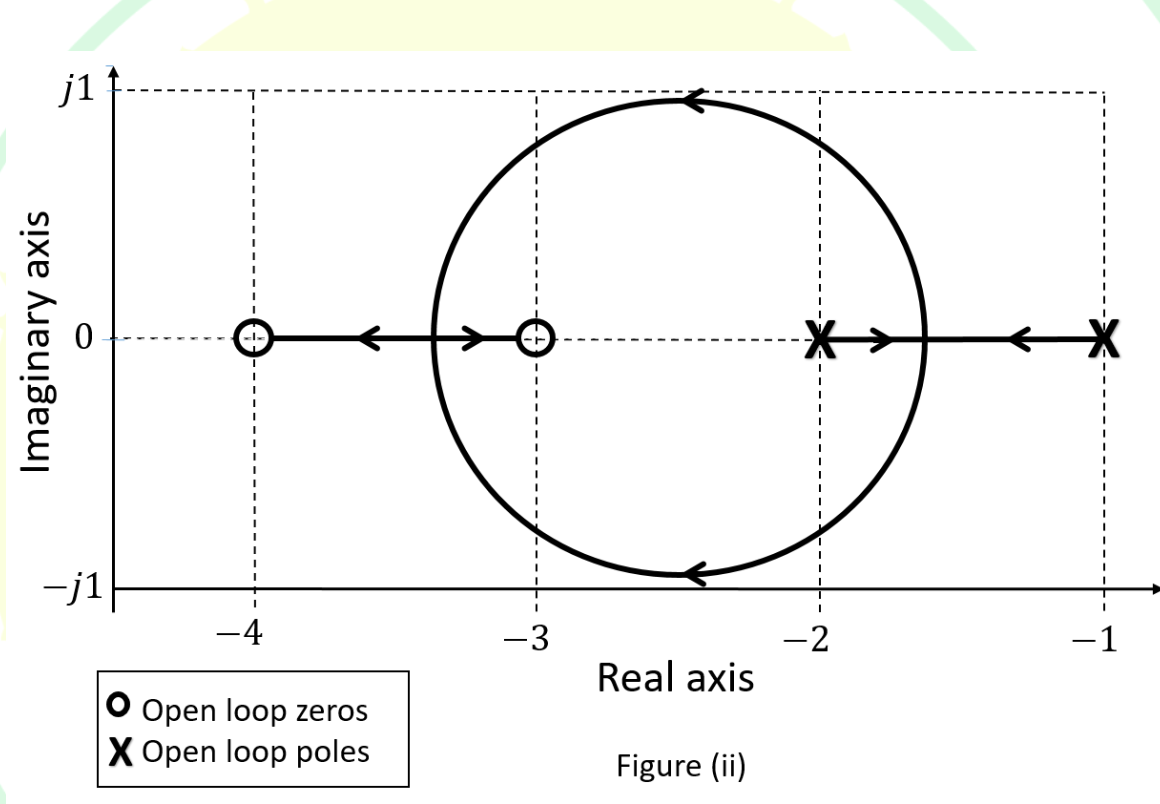 j1
Imaginary axis
0
−j1
−4
−3
−2
−1
Real axis
Open loop zeros
X Open loop poles
Figure (ii)